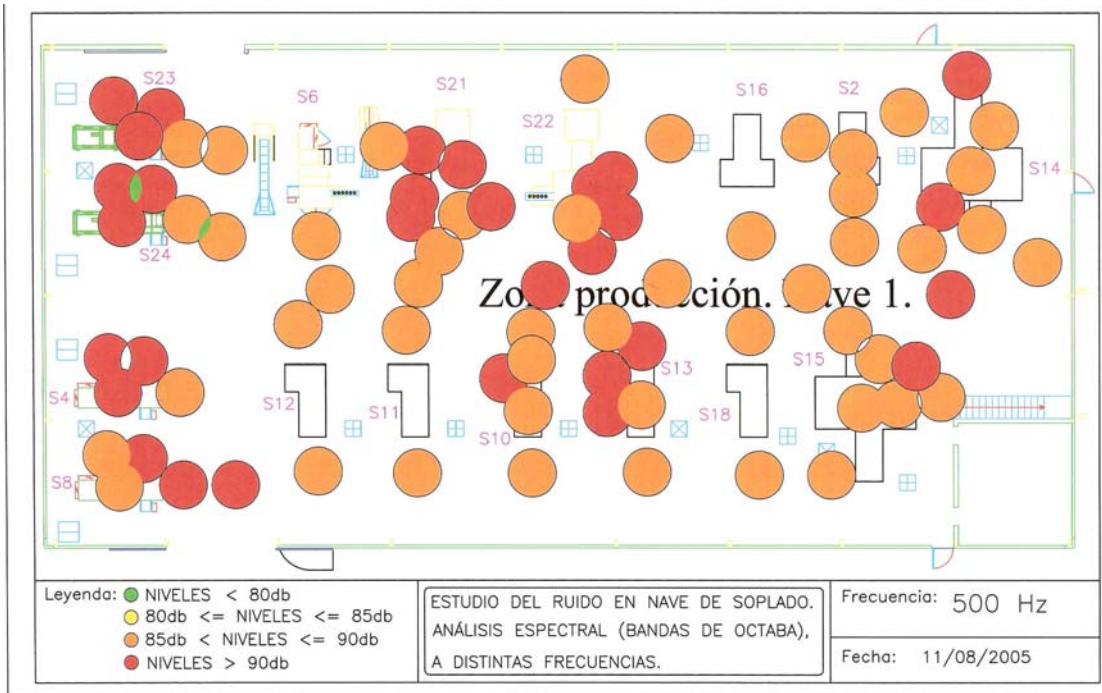 S23
S6
S21
S22
S16
S2
S14
S24
Zona producción. Nave 1.
S4
S12
S11
S10
S13
S18
S15
S8
Leyenda:
NIVELES < 80db
80db <= NIVELES <= 85db
85db < NIVELES <= 90db
NIVELES > 90db
ESTUDIO DEL RUIDO EN NAVE DE SOPLADO.
ANÁLISIS ESPECTRAL (BANDAS DE OCTABA),
A DISTINTAS FRECUENCIAS.
Frecuencia: 500 Hz
Fecha: 11/08/2005